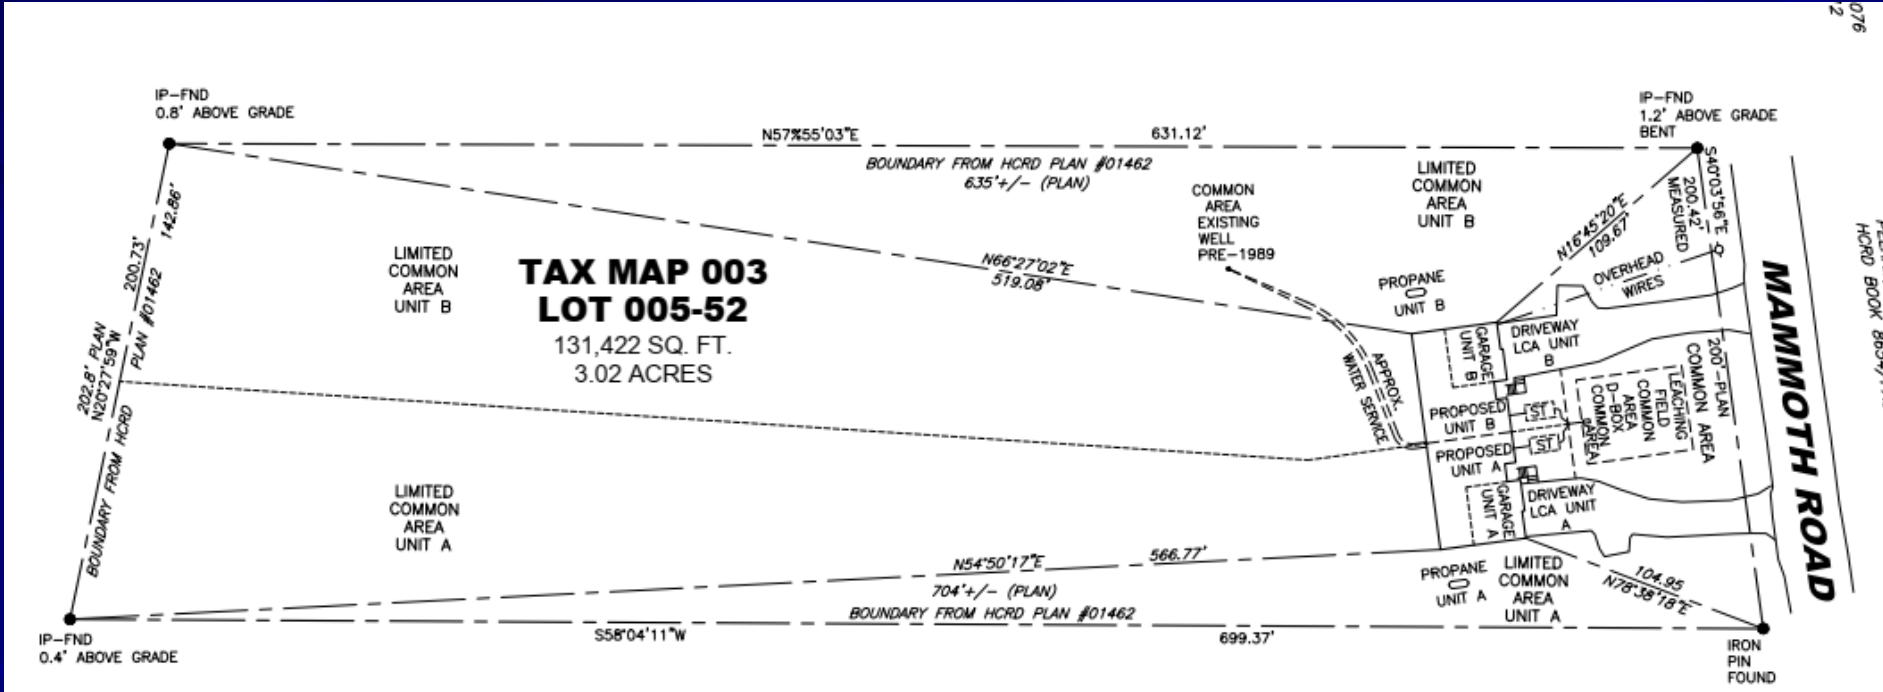 076
12
IP-FND
0.8' ABOVE GRADE
IP-FND
1.2' ABOVE GRADE
BENT
N57%55'03"E
631.12'
BOUNDARY FROM HCRD PLAN #01462
635'+/- (PLAN)
LIMITED
COMMON
AREA
UNIT B
COMMON
AREA
EXISTING
WELL
PRE-1989
S40°03'56"E
200.42'
MEASURED
N16°45'20"E
109.67'
OVERHEAD
WIRES
142.86'
200.73'
PLAN #01462
202.8' PLAN
N20°27'59"W
BOUNDARY FROM HCRD
LIMITED
COMMON
AREA
UNIT B
TAX MAP 003
LOT 005-52
131,422 SQ. FT.
3.02 ACRES
N66°27'02"E
519.08'
PROPANE
UNIT B
GARAGE
UNIT B
DRIVEWAY
LCA UNIT
B
APPROX.
WATER SERVICE
PROPOSED
UNIT B
ST
PROPOSED
UNIT A
ST
LEACHING
FIELD
COMMON
AREA
D-BOX
COMMON
AREA
200'-PLAN
COMMON AREA
MAMMOTH ROAD
HCRD BOOK
GARAGE
UNIT A
DRIVEWAY
LCA UNIT
A
LIMITED
COMMON
AREA
UNIT A
N54°50'17"E
566.77'
704'+/- (PLAN)
BOUNDARY FROM HCRD PLAN #01462
PROPANE
UNIT A
LIMITED
COMMON
AREA
UNIT A
104.95
N78°38'18"E
IP-FND
0.4' ABOVE GRADE
S58°04'11"W
699.37'
IRON
PIN
FOUND